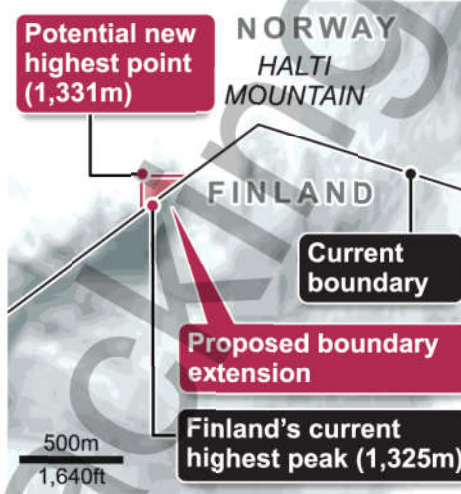 Potential new
highest point
(1,331m)
NORWAY
HALTI
MOUNTAIN
FINLAND
Current
boundary
Proposed boundary
extension
Finland's current
highest peak (1,325m)
500m
1,640ft